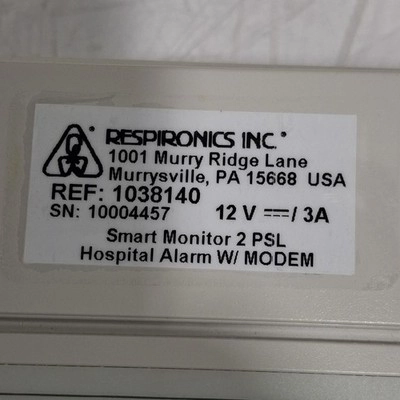 RESPIRONICS INC.®
1001 Murry Ridge Lane
Murrysville, PA 15668 USA
REF: 1038140
SN: 10004457 12 V ⎓/ 3A
Smart Monitor 2 PSL
Hospital Alarm W/ MODEM